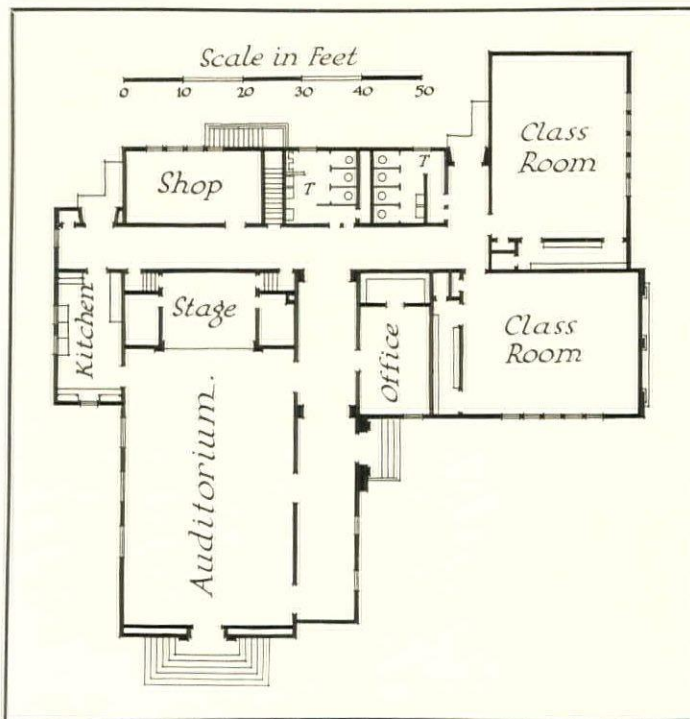 Scale in Feet
0 10 20 30 40 50
Class
Room
Shop
T
T
Kitchen
Stage
Office
Class
Room
Auditorium.